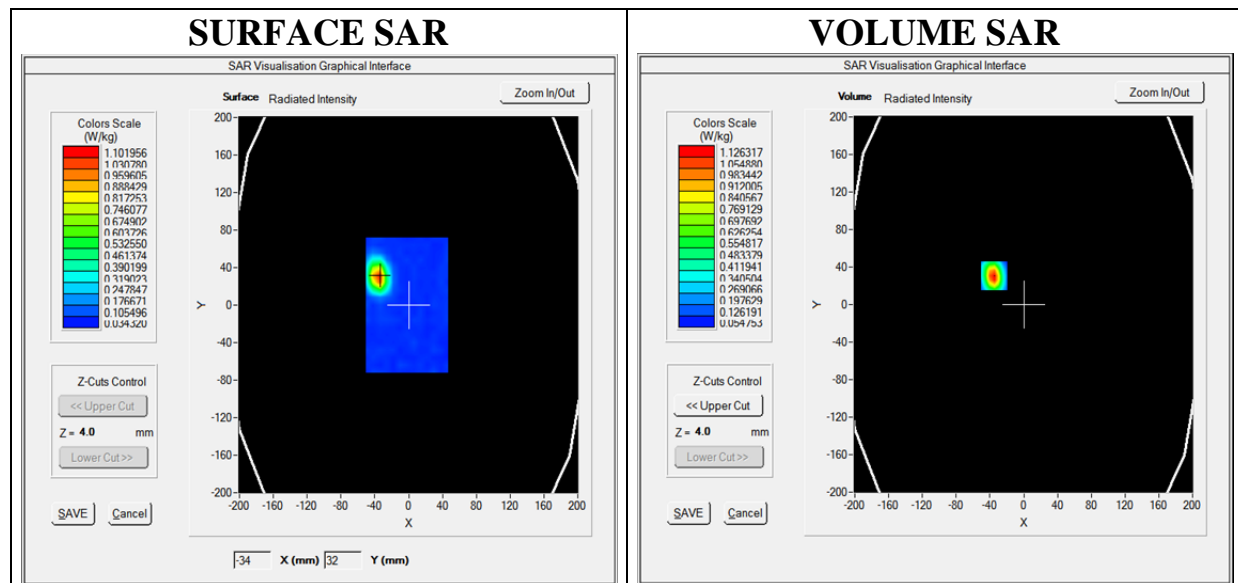 SURFACE SAR
SAR Visualisation Graphical Interface
Surface Radiated Intensity
Zoom In/Out
Colors Scale
(W/kg)
1.101956
1.030780
0.959605
0.888429
0.817253
0.746077
0.674902
0.603726
0.532550
0.461374
0.390199
0.319023
0.247847
0.176671
0.105496
0.034320
Z-Cuts Control
<< Upper Cut
Z = 4.0 mm
Lower Cut >>
SAVE Cancel
Y
200
160
120
80
40
0
-40
-80
-120
-160
-200
-200 -160 -120 -80 -40 0 40 80 120 160 200
X
-34 X (mm) 32 Y (mm)
VOLUME SAR
SAR Visualisation Graphical Interface
Volume Radiated Intensity
Zoom In/Out
Colors Scale
(W/kg)
1.126317
1.054880
0.983442
0.912005
0.840567
0.769129
0.697692
0.626254
0.554817
0.483379
0.411941
0.340504
0.269066
0.197629
0.126191
0.054753
Z-Cuts Control
<< Upper Cut
Z = 4.0 mm
Lower Cut >>
SAVE Cancel
Y
200
160
120
80
40
0
-40
-80
-120
-160
-200
-200 -160 -120 -80 -40 0 40 80 120 160 200
X